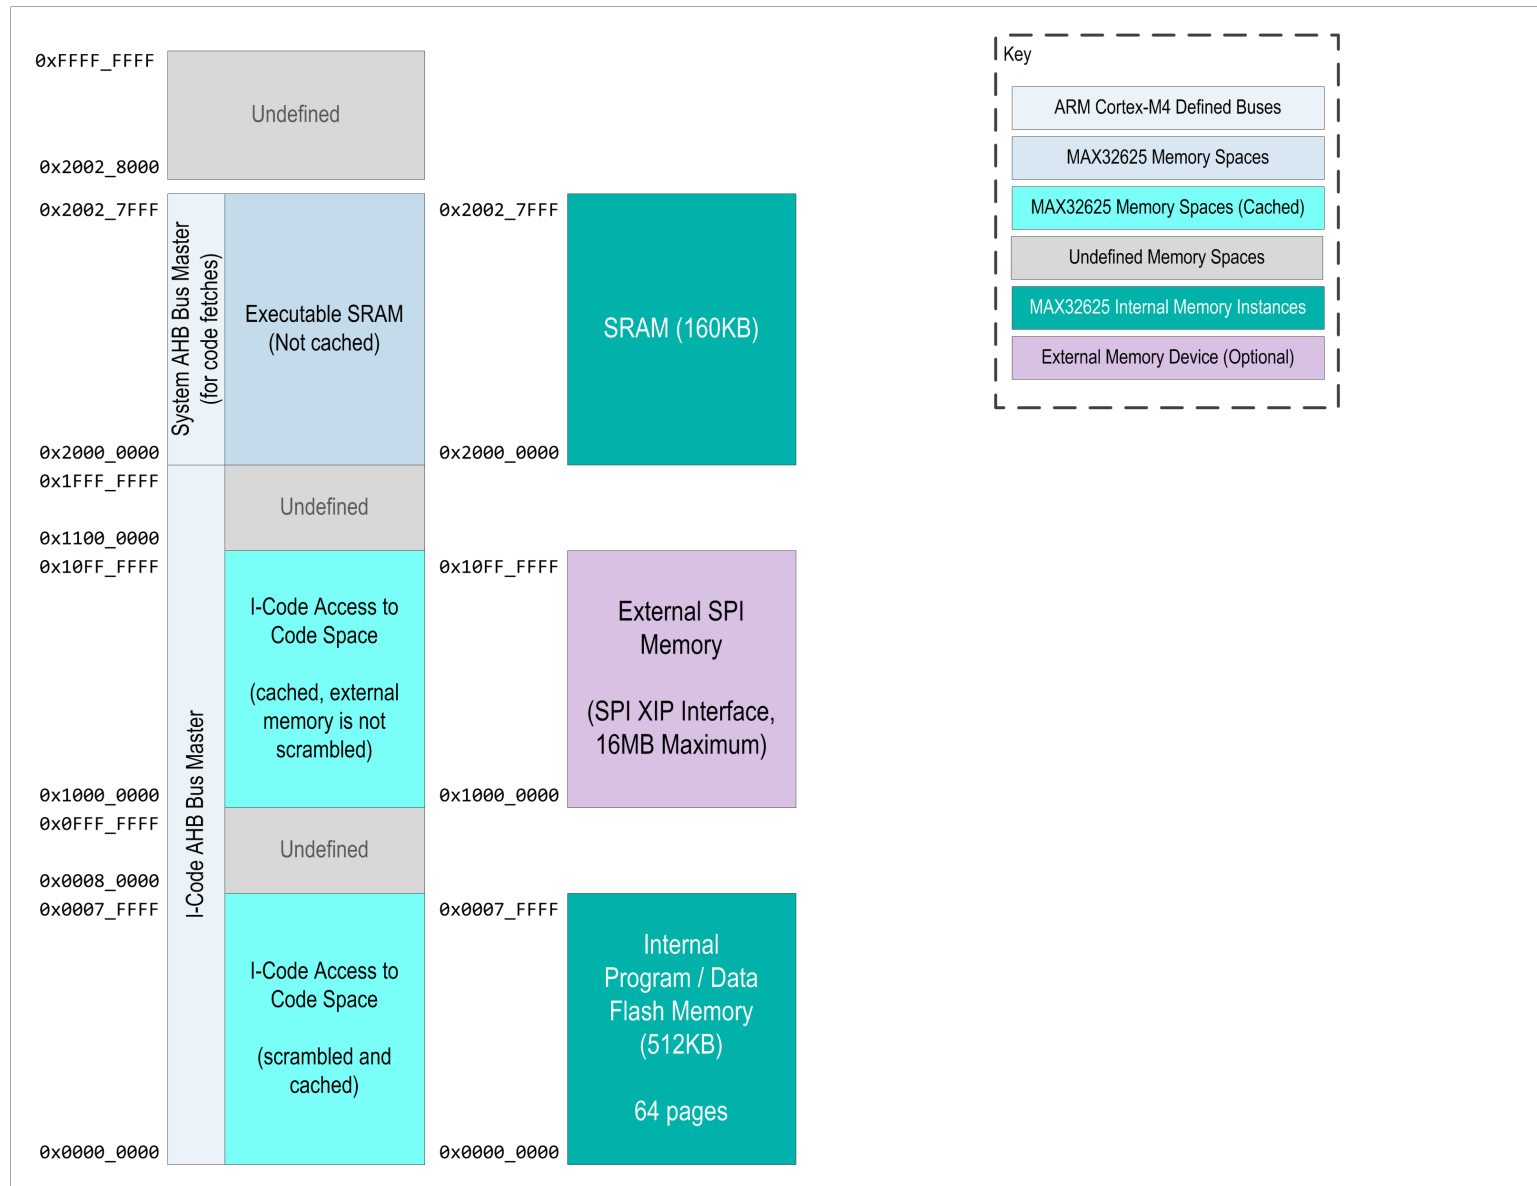 0xFFFF_FFFF
Undefined
0x2002_8000
0x2002_7FFF
System AHB Bus Master
(for code fetches)
Executable SRAM
(Not cached)
0x2000_0000
0x2002_7FFF
SRAM (160KB)
0x2000_0000
0x1FFF_FFFF
Undefined
0x1100_0000
0x10FF_FFFF
I-Code AHB Bus Master
I-Code Access to
Code Space
(cached, external
memory is not
scrambled)
0x1000_0000
0x10FF_FFFF
External SPI
Memory
(SPI XIP Interface,
16MB Maximum)
0x1000_0000
0x0FFF_FFFF
Undefined
0x0008_0000
0x0007_FFFF
I-Code Access to
Code Space
(scrambled and
cached)
0x0000_0000
0x0007_FFFF
Internal
Program / Data
Flash Memory
(512KB)
64 pages
0x0000_0000
Key
ARM Cortex-M4 Defined Buses
MAX32625 Memory Spaces
MAX32625 Memory Spaces (Cached)
Undefined Memory Spaces
MAX32625 Internal Memory Instances
External Memory Device (Optional)